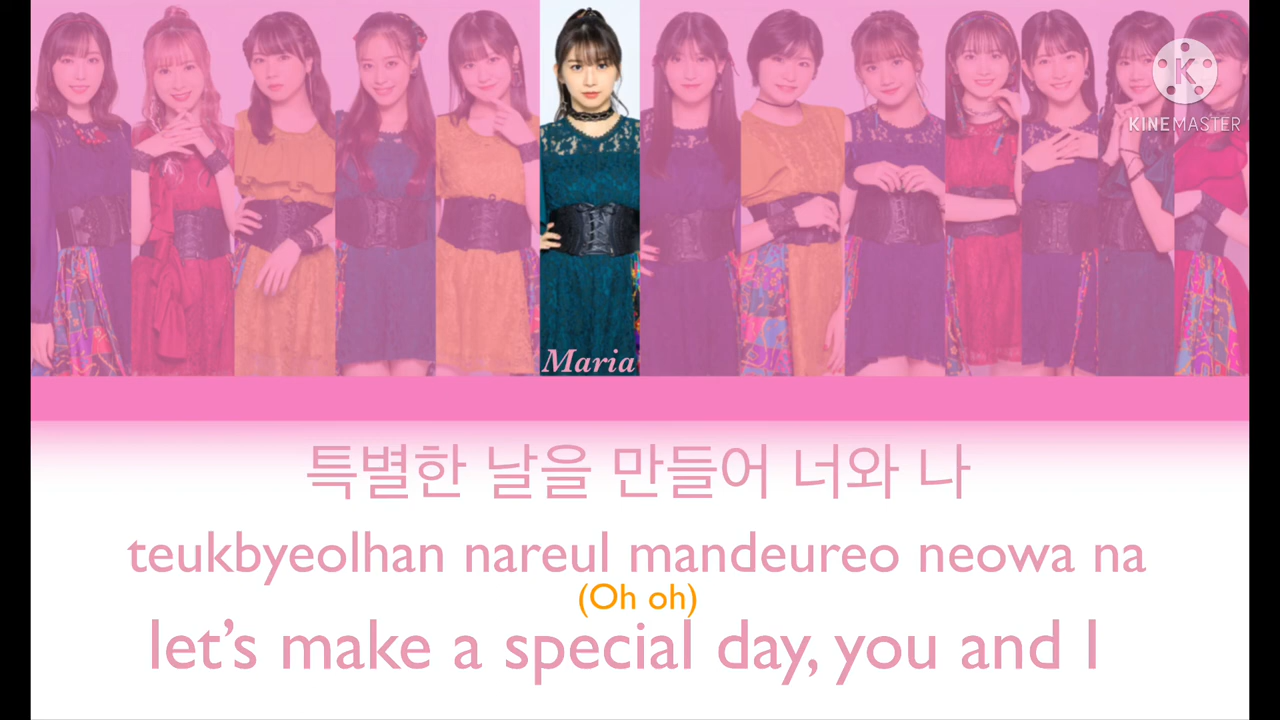 K
KINEMASTER
Maria
특별한 날을 만들어 너와 나
teukbyeolhan nareul mandeureo neowa na
(Oh oh)
let's make a special day, you and I